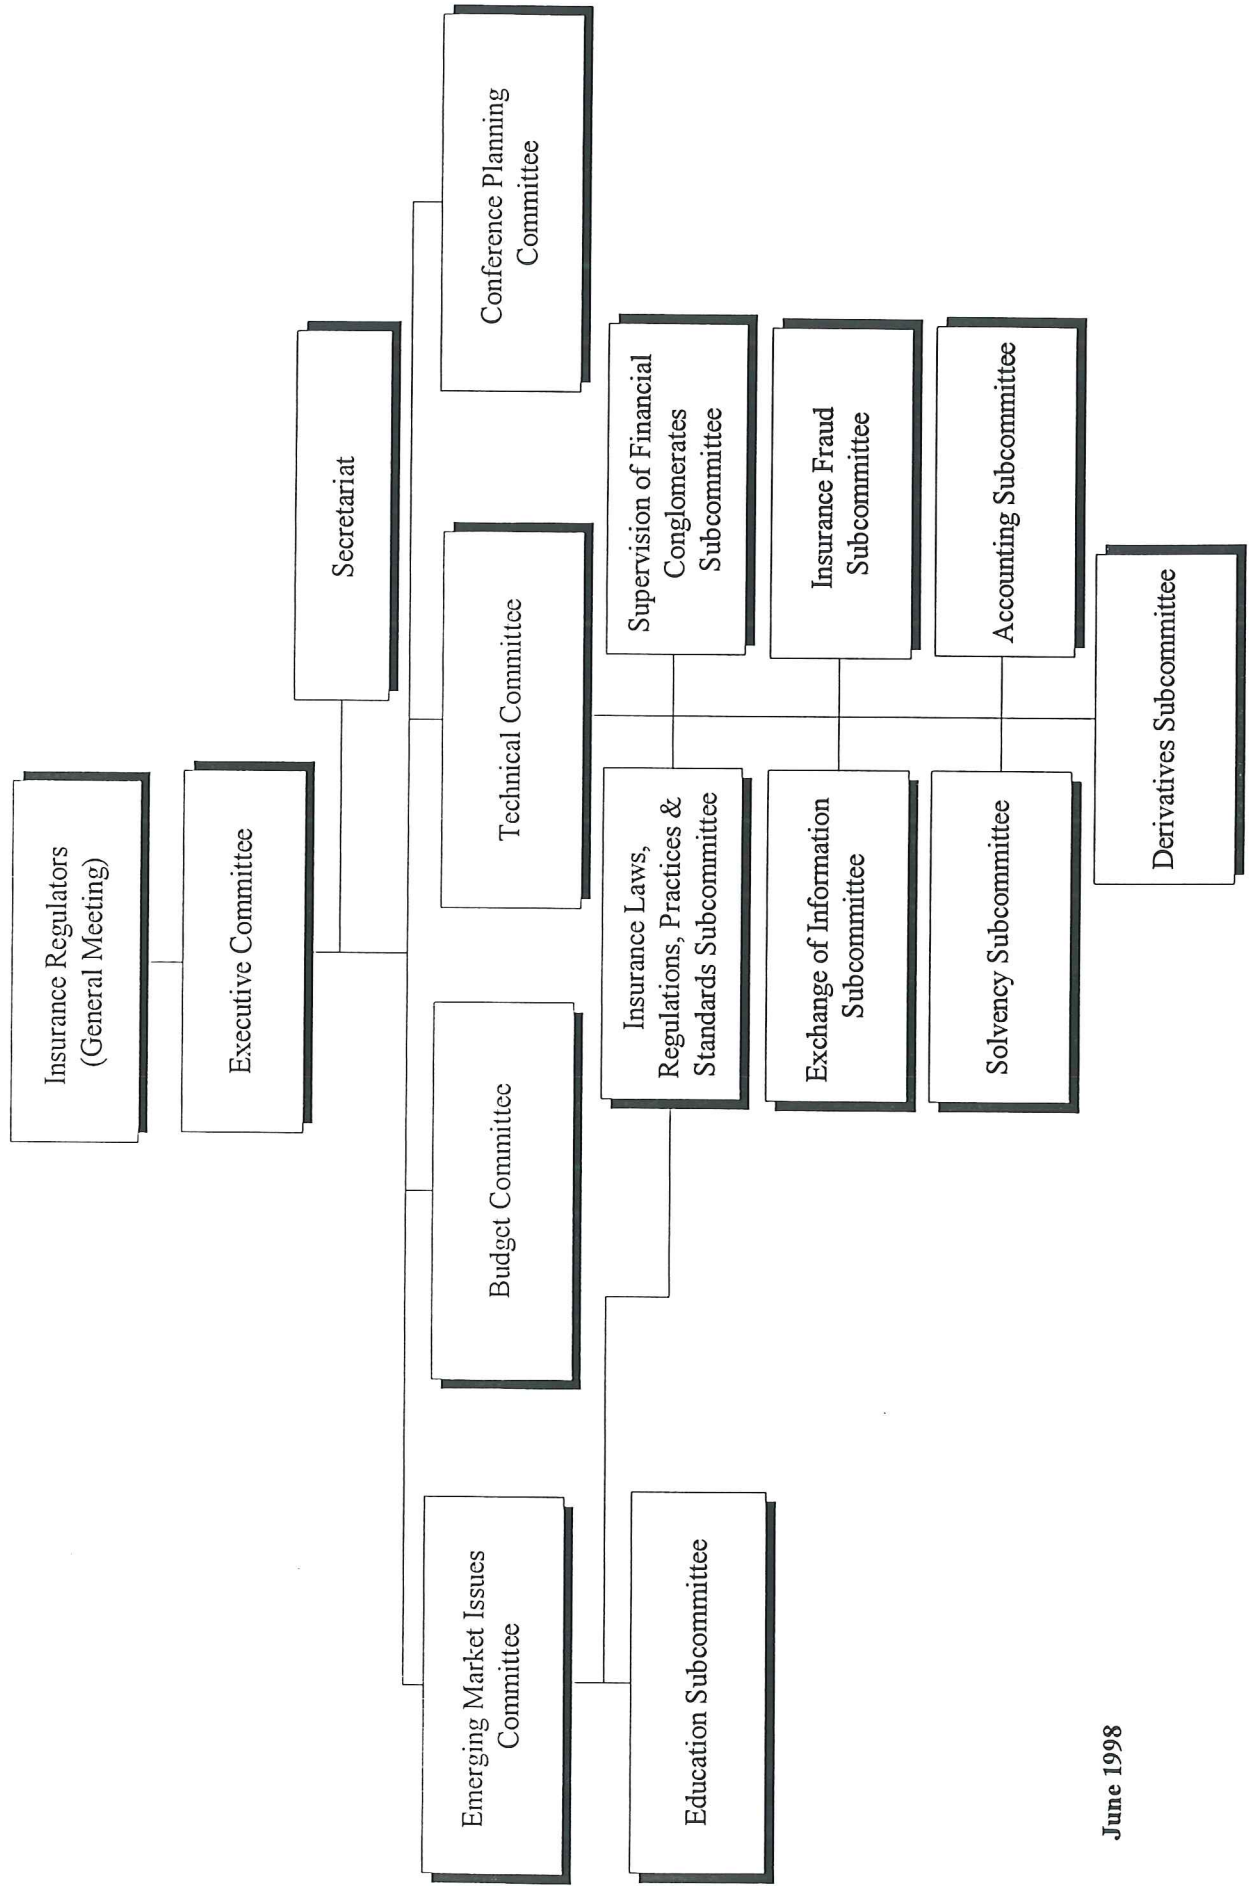 Insurance Regulators
(General Meeting)
Executive Committee
Secretariat
Emerging Market Issues
Committee
Budget Committee
Technical Committee
Conference Planning
Committee
Education Subcommittee
Insurance Laws,
Regulations, Practices &
Standards Subcommittee
Supervision of Financial
Conglomerates
Subcommittee
Exchange of Information
Subcommittee
Insurance Fraud
Subcommittee
Solvency Subcommittee
Accounting Subcommittee
Derivatives Subcommittee
June 1998